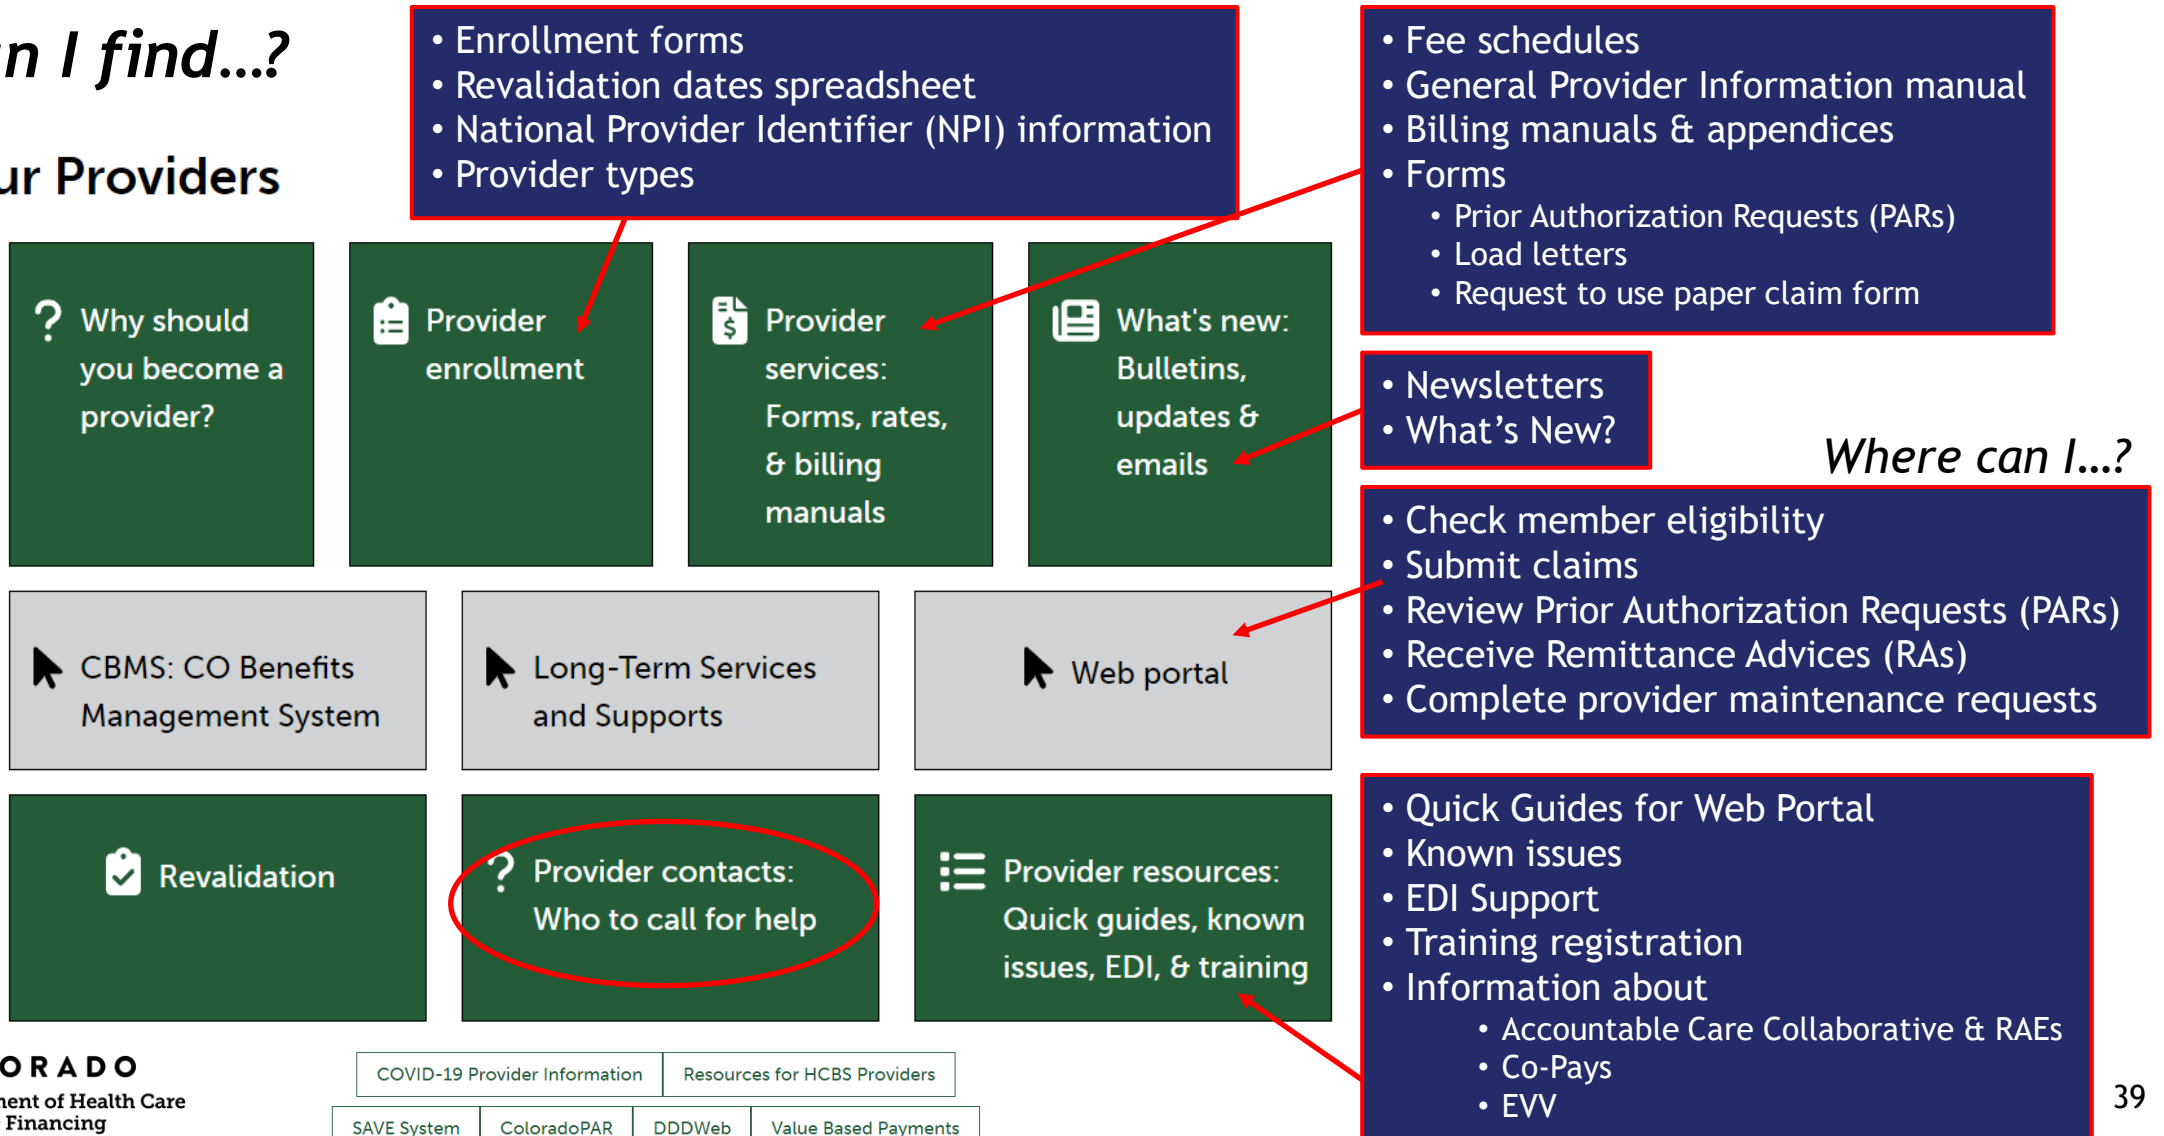 n I find...?
ur Providers
• Enrollment forms
• Revalidation dates spreadsheet
• National Provider Identifier (NPI) information
• Provider types
• Fee schedules
• General Provider Information manual
• Billing manuals & appendices
• Forms
• Prior Authorization Requests (PARs)
• Load letters
• Request to use paper claim form
? Why should
you become a
provider?
Provider
enrollment
Provider
services:
Forms, rates,
& billing
manuals
What's new:
Bulletins,
updates &
emails
• Newsletters
• What’s New?
Where can I...?
• Check member eligibility
• Submit claims
• Review Prior Authorization Requests (PARs)
• Receive Remittance Advices (RAs)
• Complete provider maintenance requests
CBMS: CO Benefits
Management System
Long-Term Services
and Supports
Web portal
Revalidation
? Provider contacts:
Who to call for help
Provider resources:
Quick guides, known
issues, EDI, & training
• Quick Guides for Web Portal
• Known issues
• EDI Support
• Training registration
• Information about
• Accountable Care Collaborative & RAEs
• Co-Pays
• EVV
ORADO
ment of Health Care
Financing
COVID-19 Provider Information
Resources for HCBS Providers
SAVE System
ColoradoPAR
DDDWeb
Value Based Payments
39